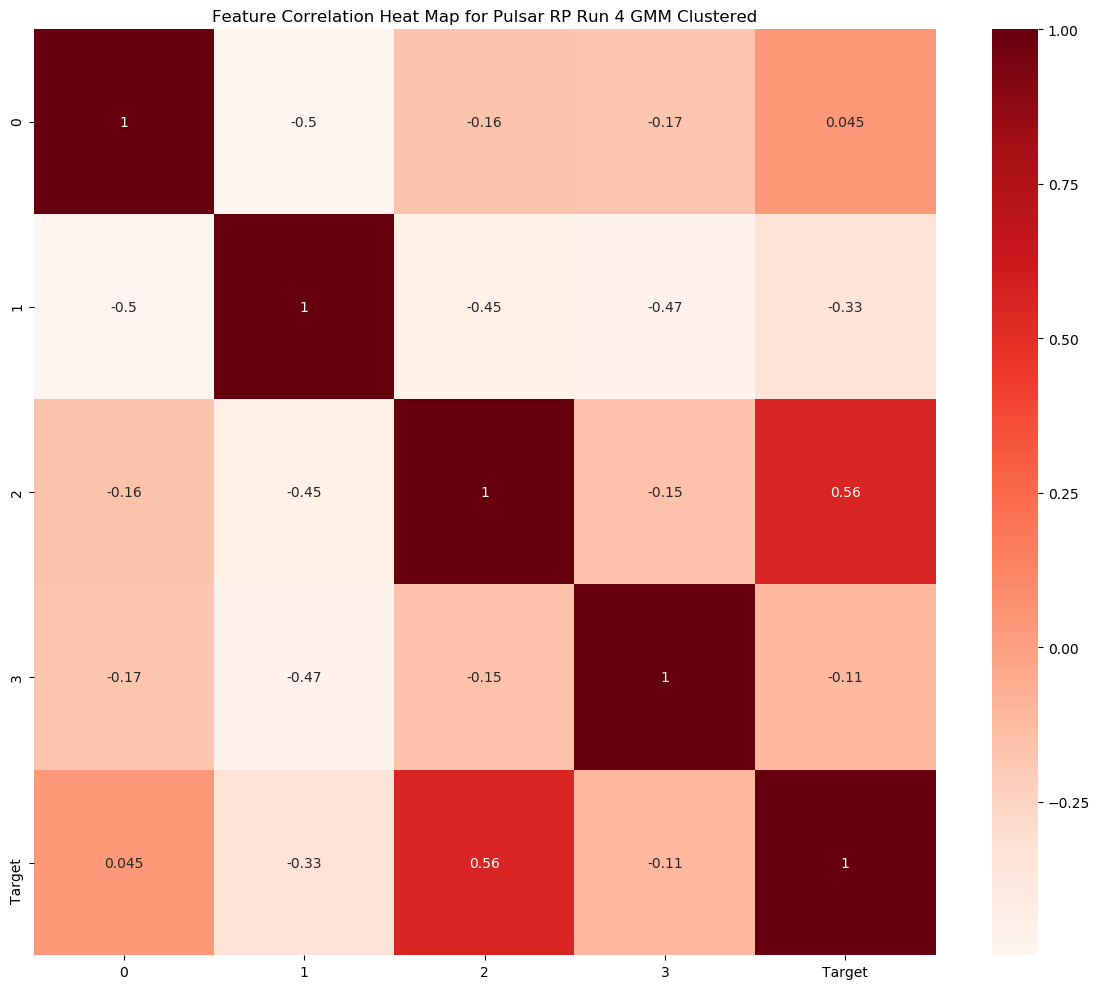 Feature Correlation Heat Map for Pulsar RP Run 4 GMM Clustered
1.00
0 1 -0.5 -0.16 -0.17 0.045
0.75
1 -0.5 1 -0.45 -0.47 -0.33
0.50
2 -0.16 -0.45 1 -0.15 0.56
0.25
0.00
3 -0.17 -0.47 -0.15 1 -0.11
−0.25
Target 0.045 -0.33 0.56 -0.11 1
0 1 2 3 Target